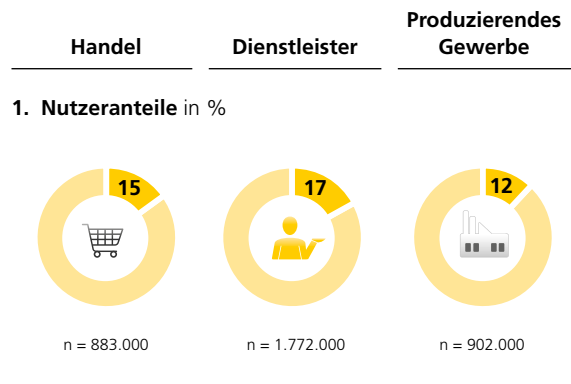 Handel
Dienstleister
Produzierendes
Gewerbe
1. Nutzeranteile in %
15
17
12
n = 883.000
n = 1.772.000
n = 902.000